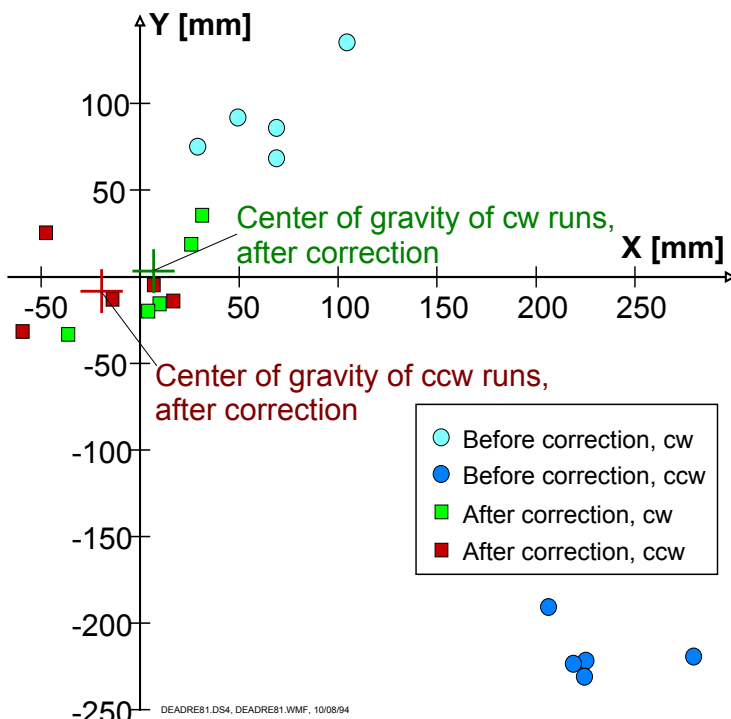 Y [mm]
100
50
Center of gravity of cw runs,
after correction
X [mm]
-50
50
100
150
200
250
-50
Center of gravity of ccw runs,
after correction
-100
Before correction, cw
Before correction, ccw
After correction, cw
After correction, ccw
-150
-200
-250
DEADRE81.DS4, DEADRE81.WMF, 10/08/94